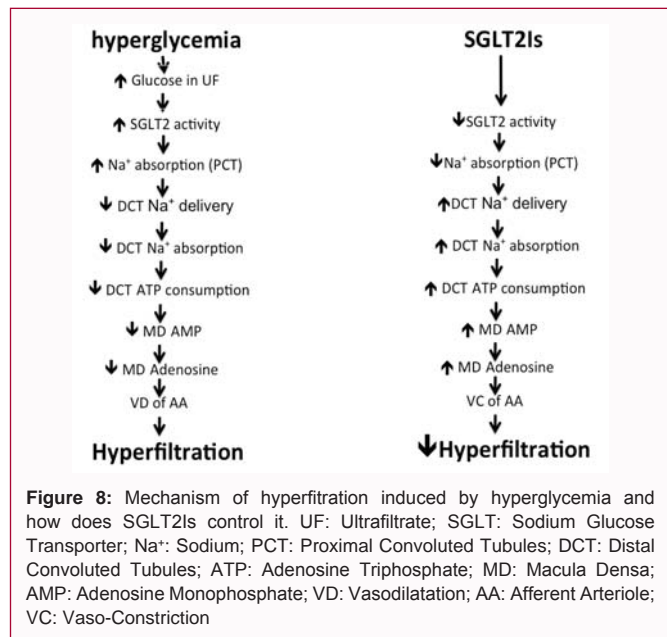 hyperglycemia
↑ Glucose in UF
↑ SGLT2 activity
↑ Na⁺ absorption (PCT)
↓ DCT Na⁺ delivery
↓ DCT Na⁺ absorption
↓ DCT ATP consumption
↓ MD AMP
↓ MD Adenosine
VD of AA
Hyperfiltration
SGLT2Is
↓SGLT2 activity
↓Na⁺ absorption (PCT)
↑DCT Na⁺ delivery
↑ DCT Na⁺ absorption
↑ DCT ATP consumption
↑ MD AMP
↑ MD Adenosine
VC of AA
↓Hyperfiltration
Figure 8: Mechanism of hyperfitration induced by hyperglycemia and
how does SGLT2Is control it. UF: Ultrafiltrate; SGLT: Sodium Glucose
Transporter; Na⁺: Sodium; PCT: Proximal Convoluted Tubules; DCT: Distal
Convoluted Tubules; ATP: Adenosine Triphosphate; MD: Macula Densa;
AMP: Adenosine Monophosphate; VD: Vasodilatation; AA: Afferent Arteriole;
VC: Vaso-Constriction